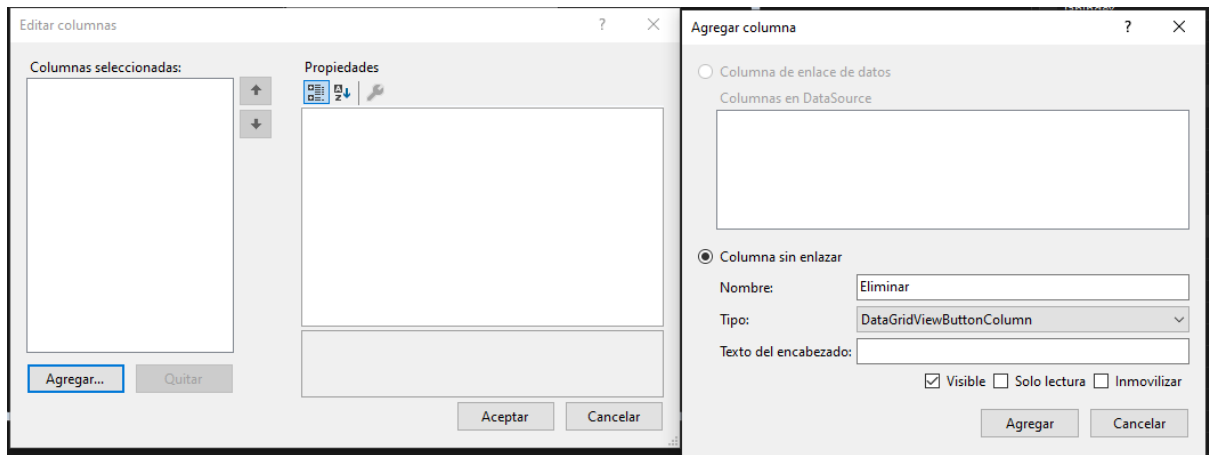 Editar columnas
?
Columnas seleccionadas:
Propiedades
Agregar...
Quitar
Aceptar
Cancelar
Agregar columna
?
Columna de enlace de datos
Columnas en DataSource
Columna sin enlazar
Nombre:
Eliminar
Tipo:
DataGridViewButtonColumn
Texto del encabezado:
Visible
Solo lectura
Inmovilizar
Agregar
Cancelar